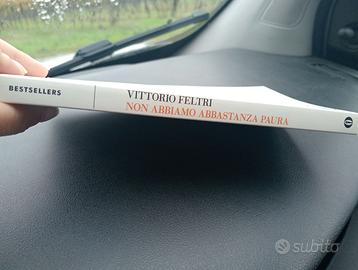 BESTSELLERS
VITTORIO FELTRI
NON ABBIAMO ABBASTANZA PAURA
subito